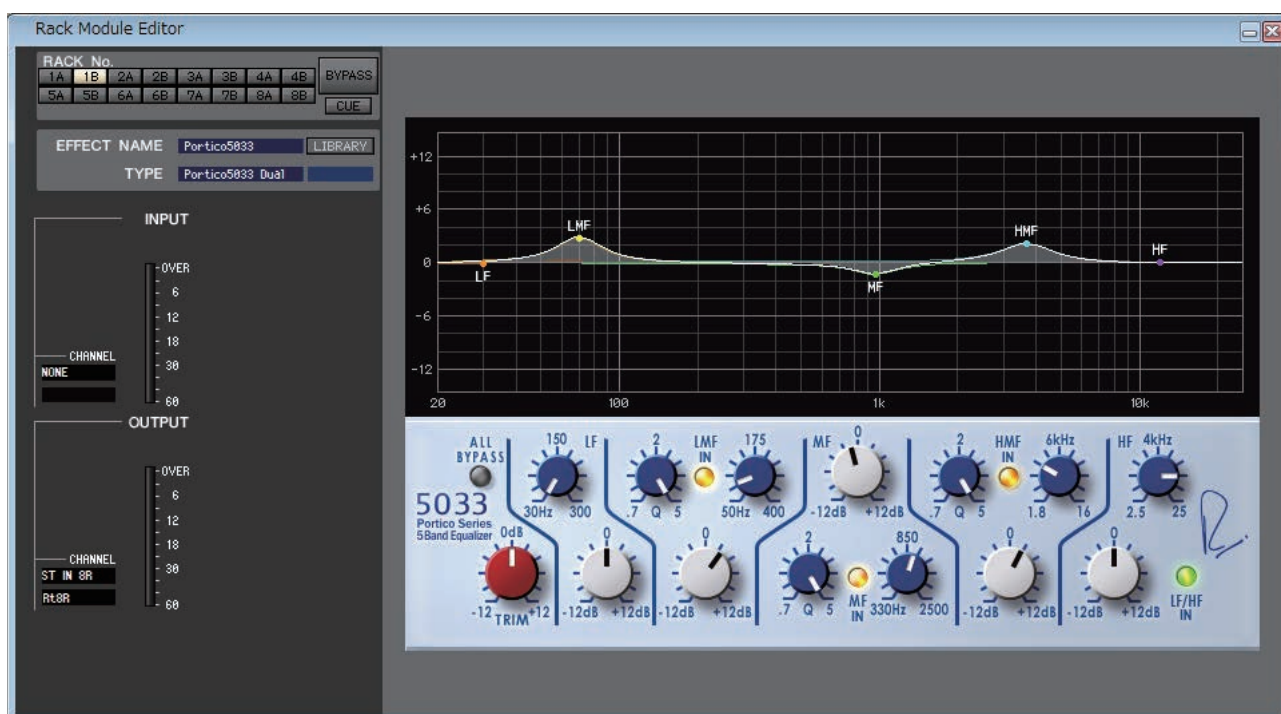 Rack Module Editor
RACK No.
1A 1B 2A 2B 3A 3B 4A 4B
5A 5B 6A 6B 7A 7B 8A 8B
BYPASS
CUE
EFFECT NAME Portico5033 LIBRARY
TYPE Portico5033 Dual
INPUT
OVER
6
12
18
30
60
CHANNEL
NONE
OUTPUT
OVER
6
12
18
30
60
CHANNEL
ST IN 8R
Rt8R
+12
+6
0
-6
-12
LF
LMF
MF
HMF
HF
20 100 1k 10k
ALL BYPASS
5033
Portico Series
5Band Equalizer
0dB
-12 TRIM +12
150 LF
30Hz 300
0
-12dB +12dB
2 LMF IN 175
.7 Q 5 50Hz 400
0
-12dB +12dB
MF 0
-12dB +12dB
2 850
.7 Q 5 MF IN 330Hz 2500
2 HMF IN 6kHz
.7 Q 5 1.8 16
0
-12dB +12dB
HF 4kHz
2.5 25
0
-12dB +12dB
LF/HF IN